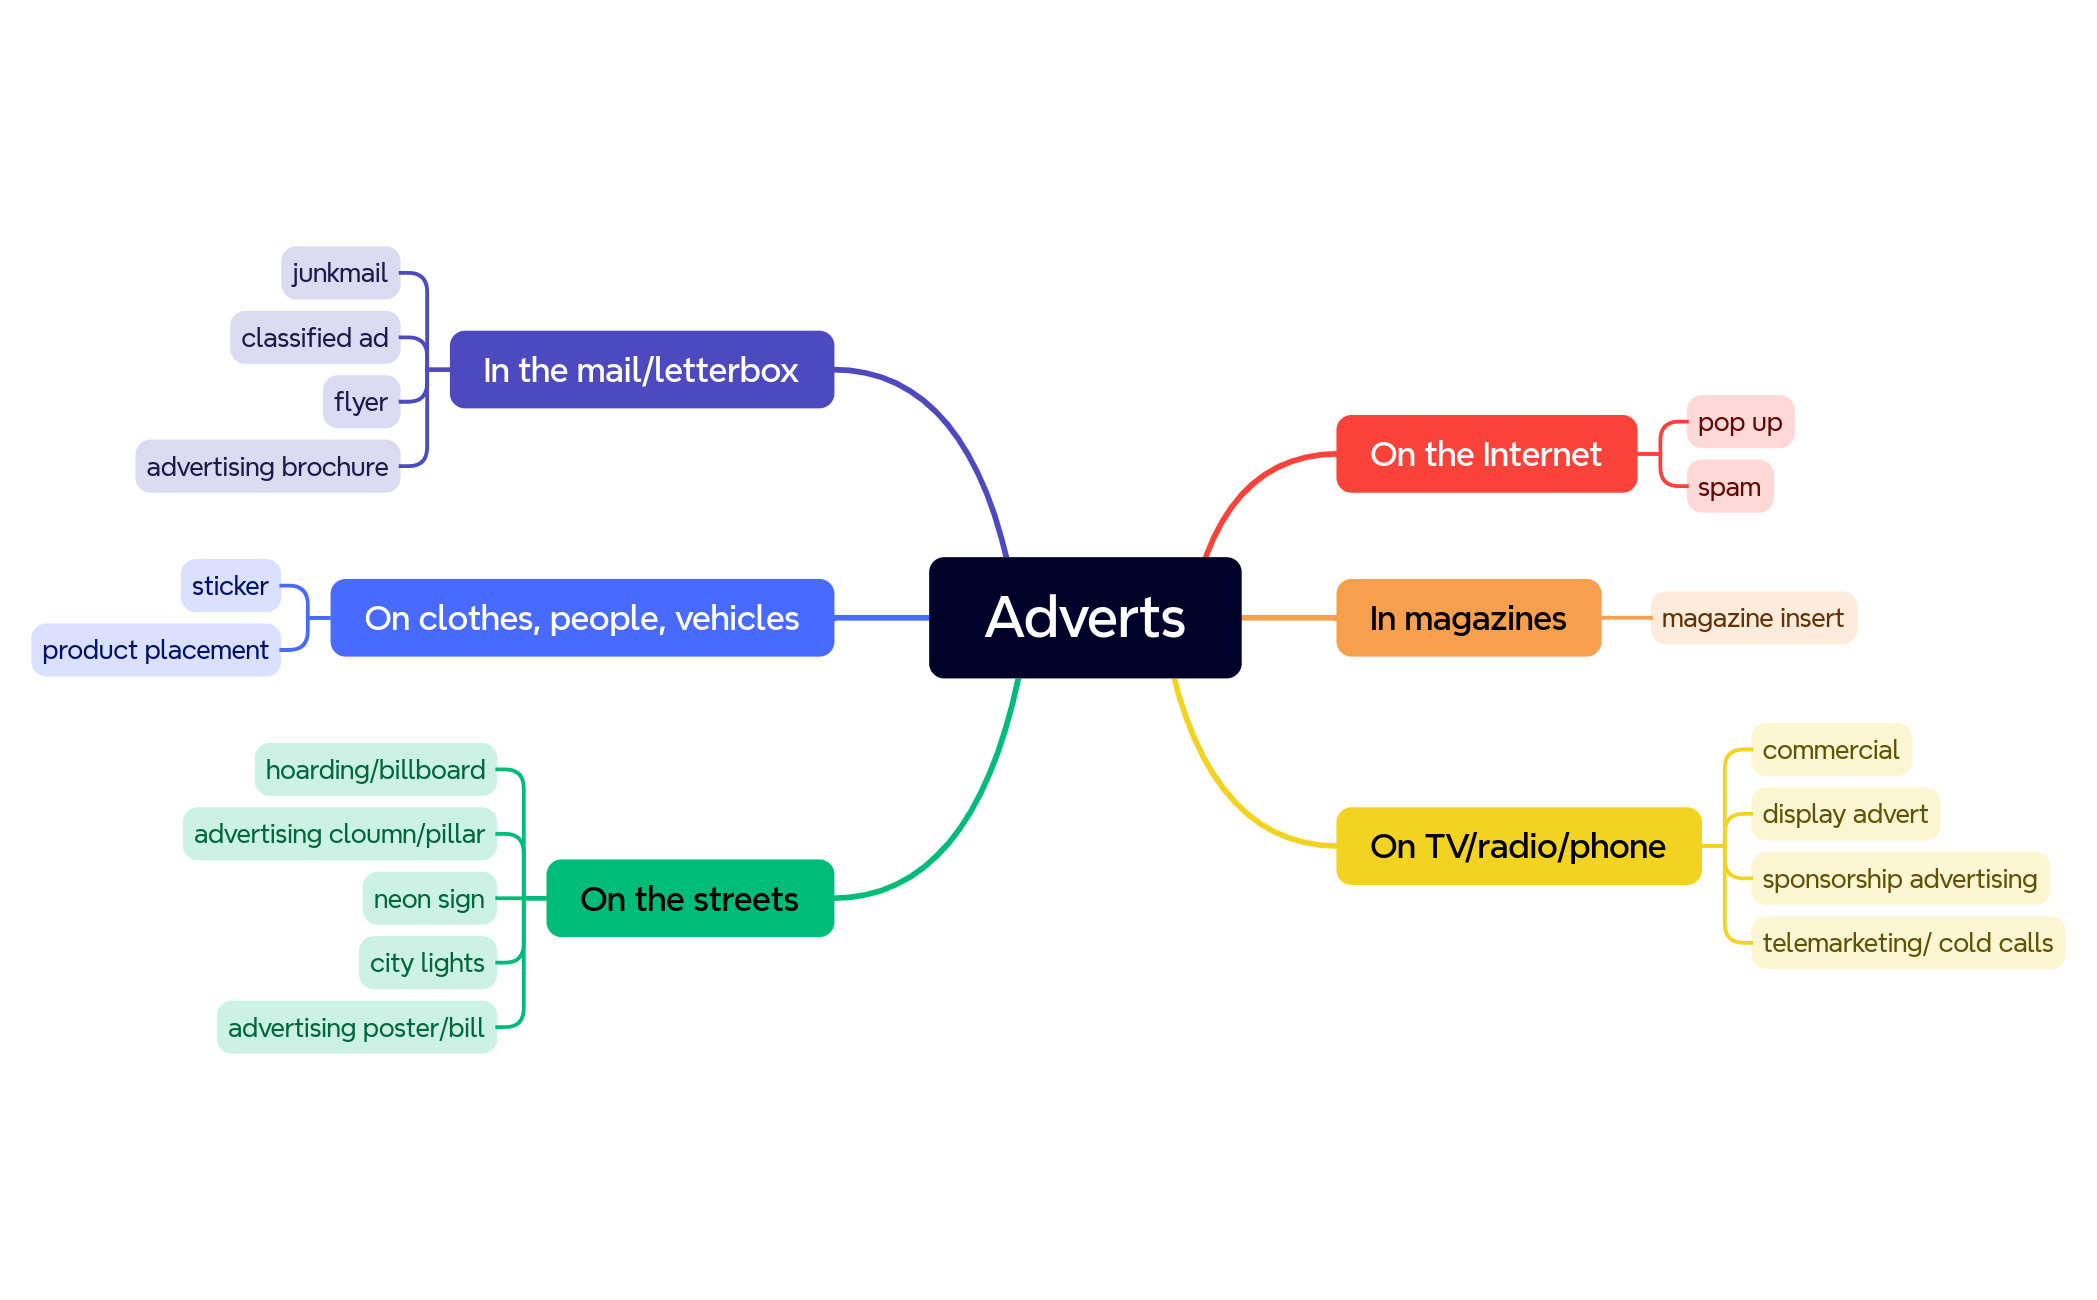 Adverts
In the mail/letterbox
junkmail
classified ad
flyer
advertising brochure
On clothes, people, vehicles
sticker
product placement
On the streets
hoarding/billboard
advertising cloumn/pillar
neon sign
city lights
advertising poster/bill
On the Internet
pop up
spam
In magazines
magazine insert
On TV/radio/phone
commercial
display advert
sponsorship advertising
telemarketing/ cold calls